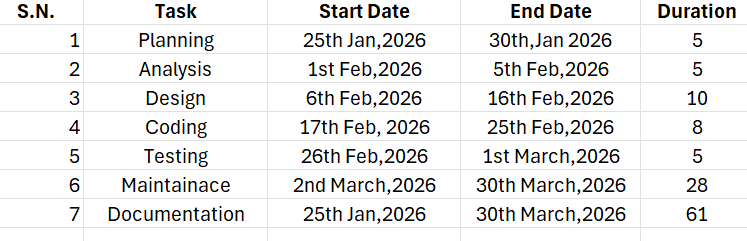 S.N. Task Start Date End Date Duration
1 Planning 25th Jan,2026 30th,Jan 2026 5
2 Analysis 1st Feb,2026 5th Feb,2026 5
3 Design 6th Feb,2026 16th Feb,2026 10
4 Coding 17th Feb, 2026 25th Feb,2026 8
5 Testing 26th Feb,2026 1st March,2026 5
6 Maintainace 2nd March,2026 30th March,2026 28
7 Documentation 25th Jan,2026 30th March,2026 61